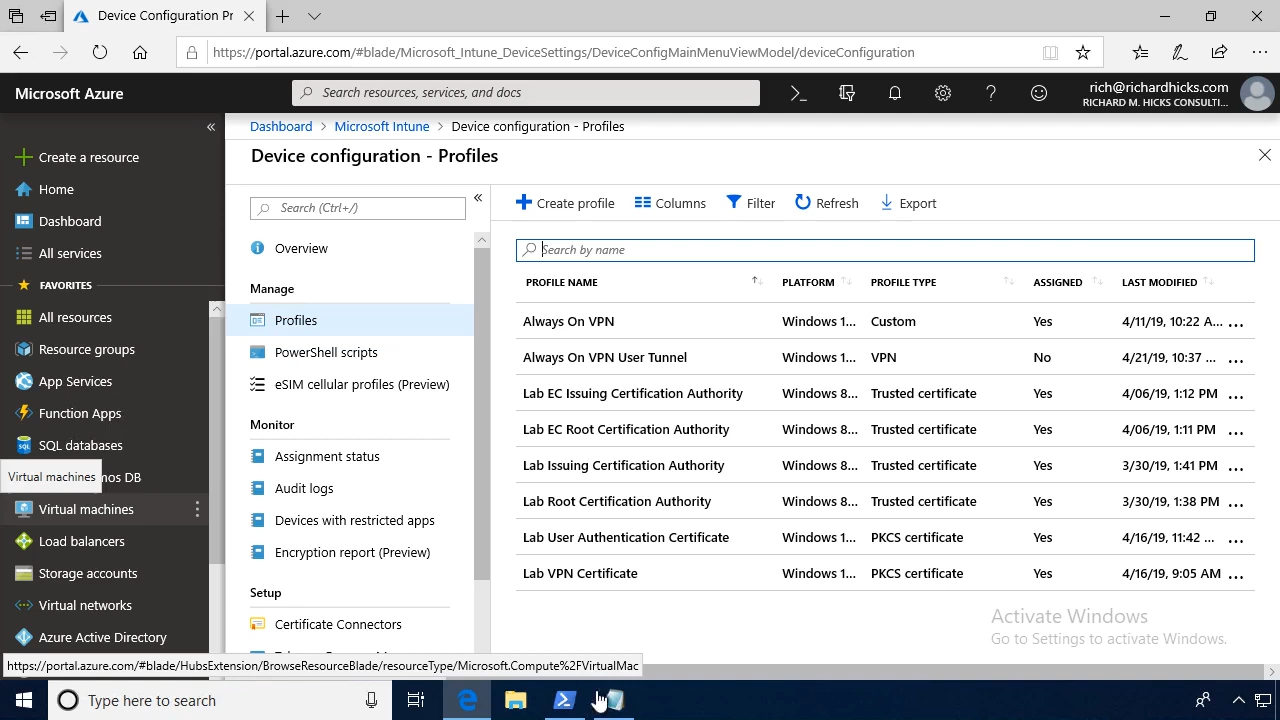 Device Configuration Pr
https://portal.azure.com/#blade/Microsoft_Intune_DeviceSettings/DeviceConfigMainMenuViewModel/deviceConfiguration
Microsoft Azure
Search resources, services, and docs
rich@richardhicks.com
RICHARD M. HICKS CONSULTI...
Create a resource
Home
Dashboard
All services
FAVORITES
All resources
Resource groups
App Services
Function Apps
SQL databases
Virtual machines
mos DB
Virtual machines
Load balancers
Storage accounts
Virtual networks
Azure Active Directory
https://portal.azure.com/#blade/HubsExtension/BrowseResourceBlade/resourceType/Microsoft.Compute%2FVirtualMac
Dashboard > Microsoft Intune > Device configuration - Profiles
Device configuration - Profiles
Search (Ctrl+/)
Overview
Manage
Profiles
PowerShell scripts
eSIM cellular profiles (Preview)
Monitor
Assignment status
Audit logs
Devices with restricted apps
Encryption report (Preview)
Setup
Certificate Connectors
Create profile Columns Filter Refresh Export
Search by name
PROFILE NAME PLATFORM PROFILE TYPE ASSIGNED LAST MODIFIED
Always On VPN Windows 1... Custom Yes 4/11/19, 10:22 A... ...
Always On VPN User Tunnel Windows 1... VPN No 4/21/19, 10:37 ... ...
Lab EC Issuing Certification Authority Windows 8... Trusted certificate Yes 4/06/19, 1:12 PM ...
Lab EC Root Certification Authority Windows 8... Trusted certificate Yes 4/06/19, 1:11 PM ...
Lab Issuing Certification Authority Windows 8... Trusted certificate Yes 3/30/19, 1:41 PM ...
Lab Root Certification Authority Windows 8... Trusted certificate Yes 3/30/19, 1:38 PM ...
Lab User Authentication Certificate Windows 1... PKCS certificate Yes 4/16/19, 11:42 ... ...
Lab VPN Certificate Windows 1... PKCS certificate Yes 4/16/19, 9:05 AM ...
Activate Windows
Go to Settings to activate Windows.
Type here to search